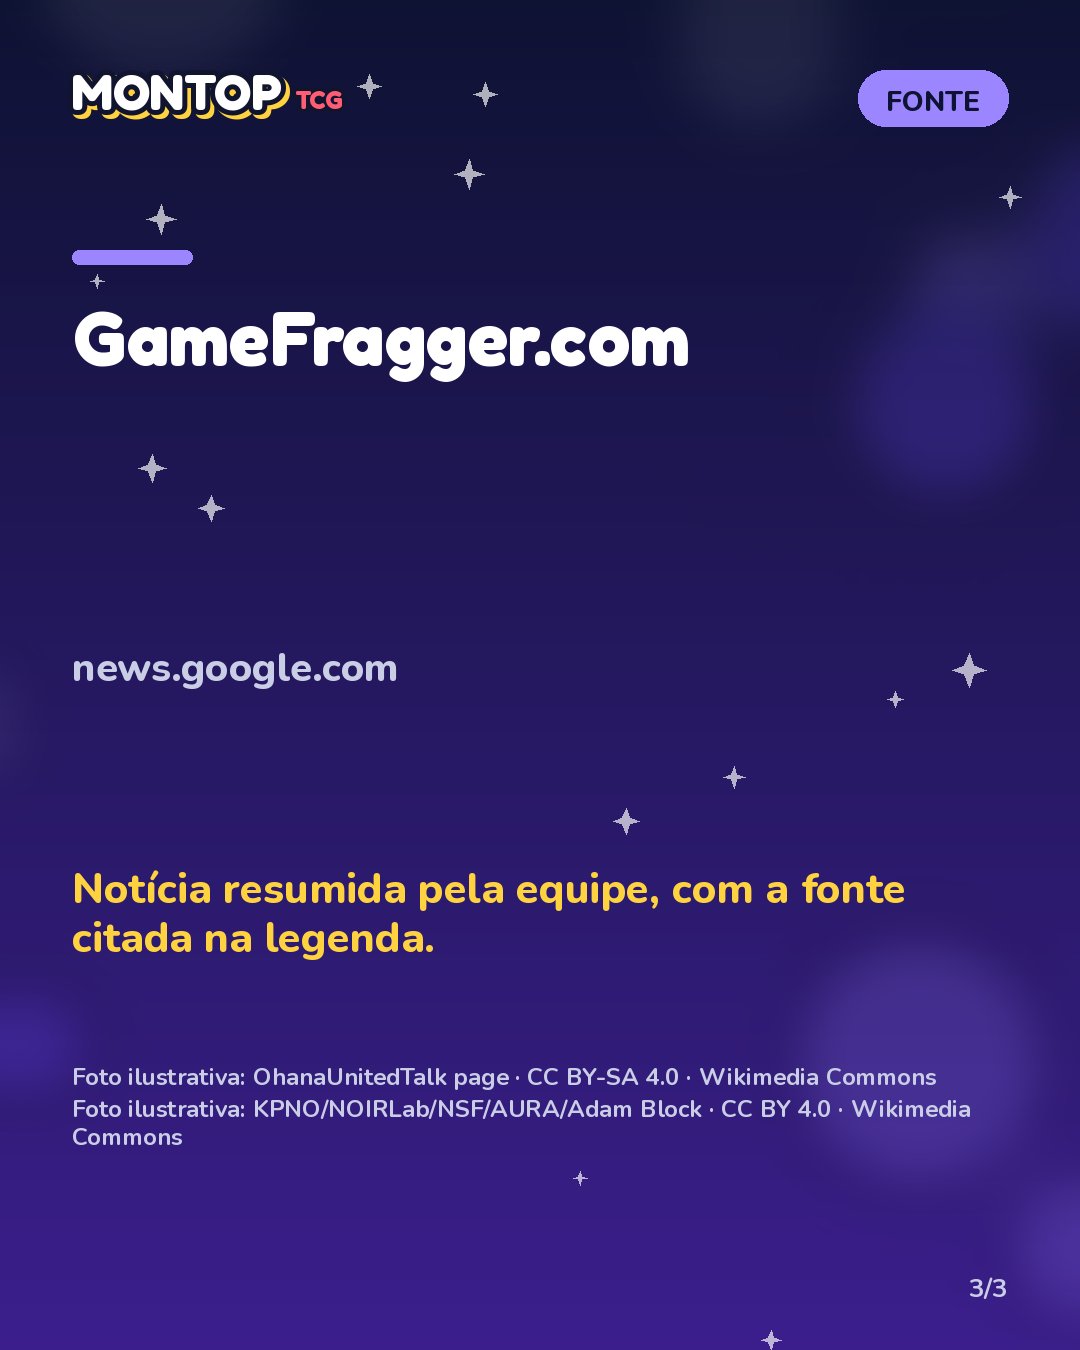 MONTOP TCG
FONTE
GameFragger.com
news.google.com
Notícia resumida pela equipe, com a fonte
citada na legenda.
Foto ilustrativa: OhanaUnitedTalk page · CC BY-SA 4.0 · Wikimedia Commons
Foto ilustrativa: KPNO/NOIRLab/NSF/AURA/Adam Block · CC BY 4.0 · Wikimedia
Commons
3/3